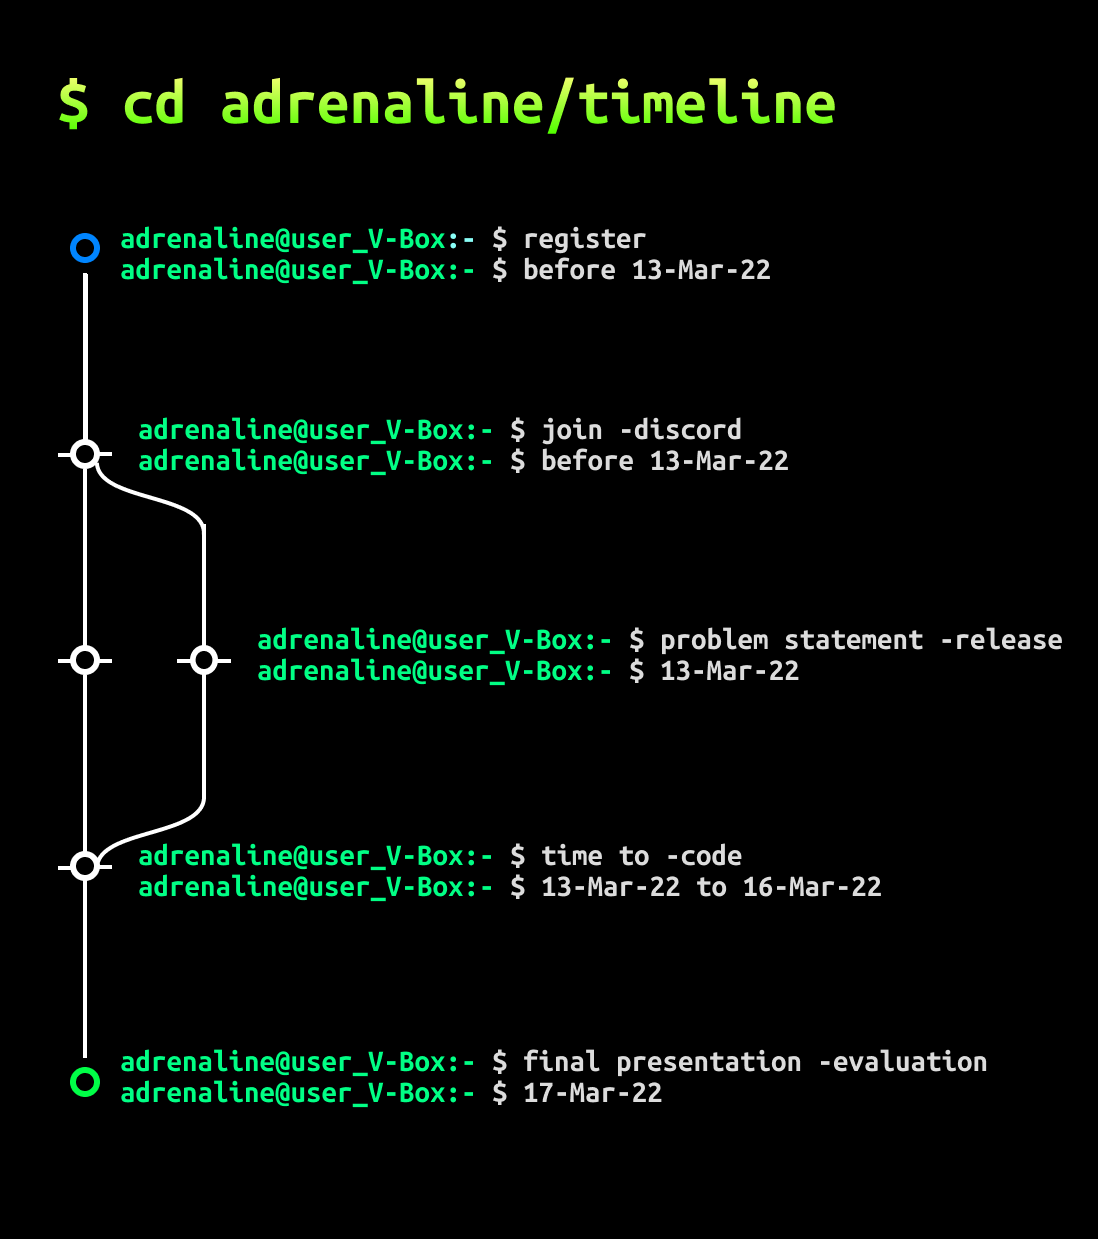 $ cd adrenaline/timeline
adrenaline@user_V-Box:- $ register
adrenaline@user_V-Box:- $ before 13-Mar-22
adrenaline@user_V-Box:- $ join -discord
adrenaline@user_V-Box:- $ before 13-Mar-22
adrenaline@user_V-Box:- $ problem statement -release
adrenaline@user_V-Box:- $ 13-Mar-22
adrenaline@user_V-Box:- $ time to -code
adrenaline@user_V-Box:- $ 13-Mar-22 to 16-Mar-22
adrenaline@user_V-Box:- $ final presentation -evaluation
adrenaline@user_V-Box:- $ 17-Mar-22